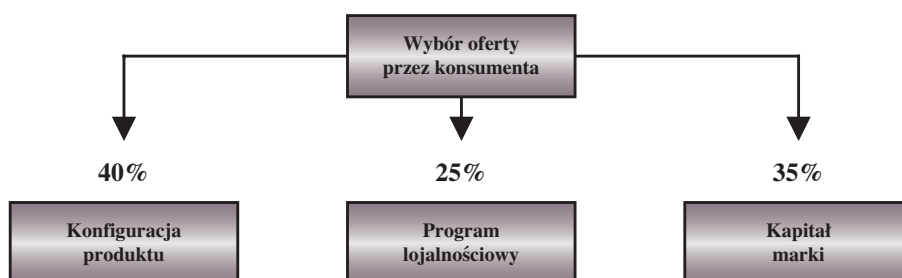 Wybór oferty
przez konsumenta
40%
25%
35%
Konfiguracja
produktu
Program
lojalnościowy
Kapitał
marki